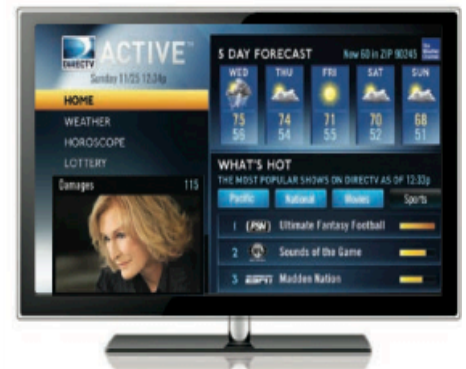 DIRECTV
ACTIVE™
Sunday 11/25 12:34p
HOME
WEATHER
HOROSCOPE
LOTTERY
Damages 115
5 DAY FORECAST
Now 60 in ZIP 90245
WED THU FRI SAT SUN
75 74 71 70 68
56 54 55 52 51
WHAT'S HOT
THE MOST POPULAR SHOWS ON DIRECTV AS OF 12:33p
Pacific National Movies Sports
1 Ultimate Fantasy Football
2 Sounds of the Game
3 ESPN Madden Nation